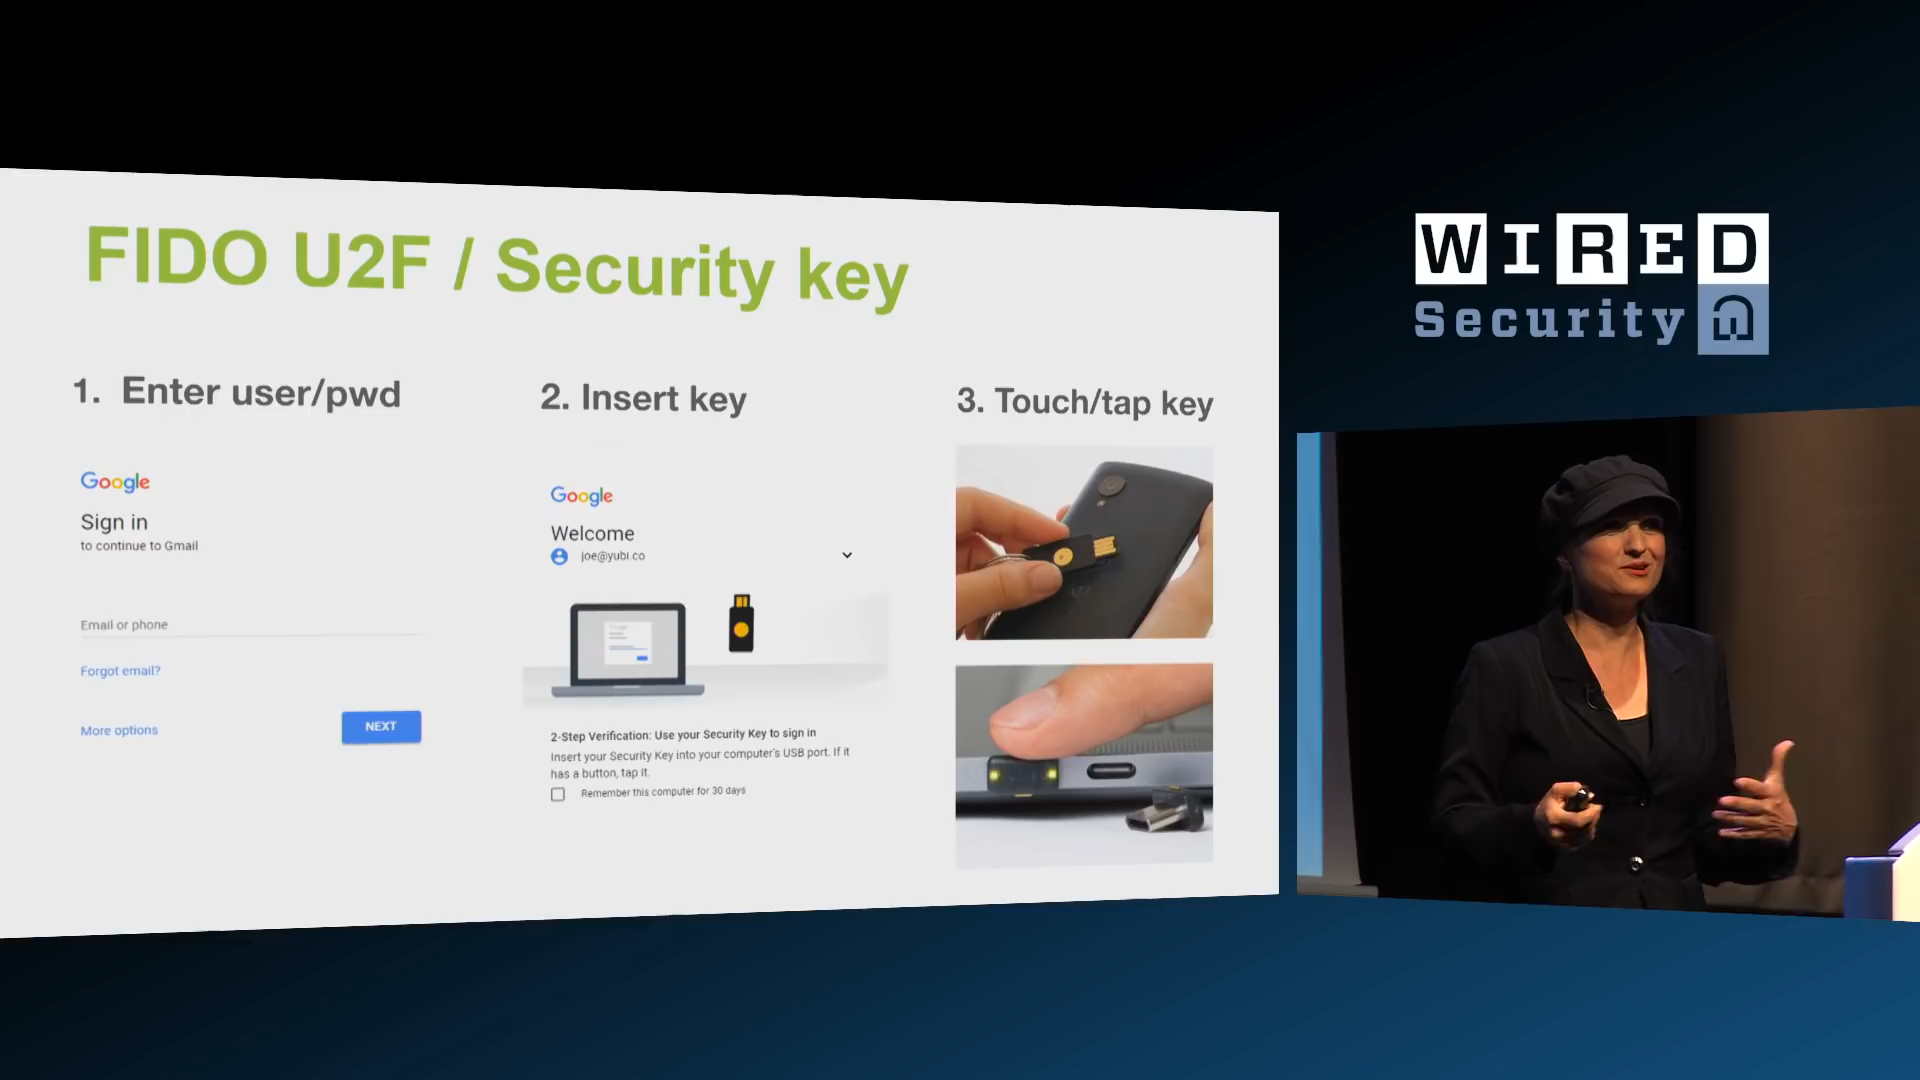 FIDO U2F / Security key
1. Enter user/pwd
Google
Sign in
to continue to Gmail
Email or phone
Forgot email?
More options
NEXT
2. Insert key
Google
Welcome
joe@yubi.co
2-Step Verification: Use your Security Key to sign in
Insert your Security Key into your computer's USB port. If it
has a button, tap it.
Remember this computer for 30 days
3. Touch/tap key
WIRED
Security